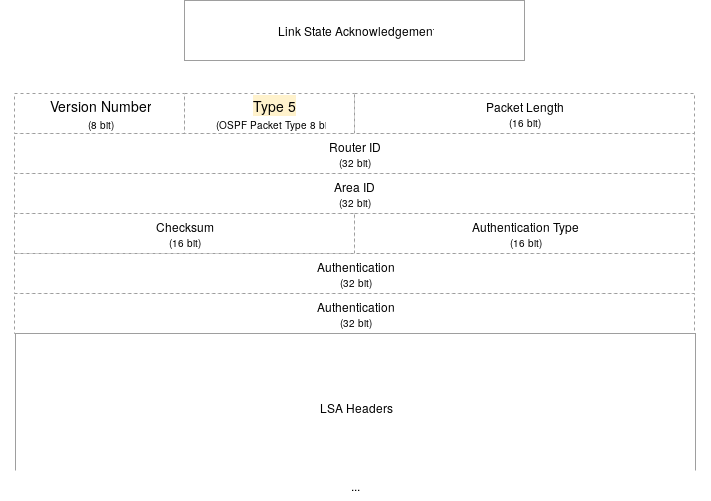 Link State Acknowledgemen
Version Number
(8 bit)
Type 5
(OSPF Packet Type 8 bi
Packet Length
(16 bit)
Router ID
(32 bit)
Area ID
(32 bit)
Checksum
(16 bit)
Authentication Type
(16 bit)
Authentication
(32 bit)
Authentication
(32 bit)
LSA Headers
...